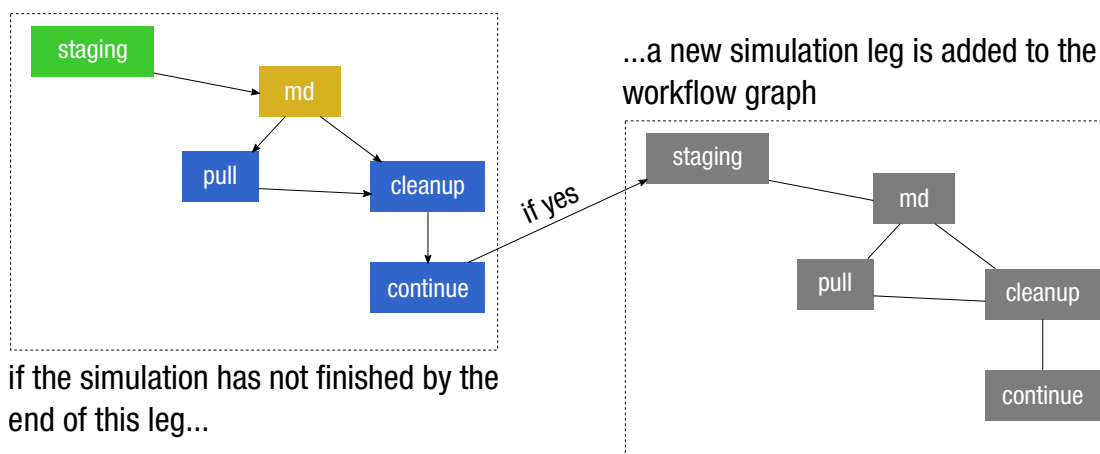 staging
md
pull
cleanup
continue
if the simulation has not finished by the
end of this leg...
if yes
...a new simulation leg is added to the
workflow graph
staging
md
pull
cleanup
continue